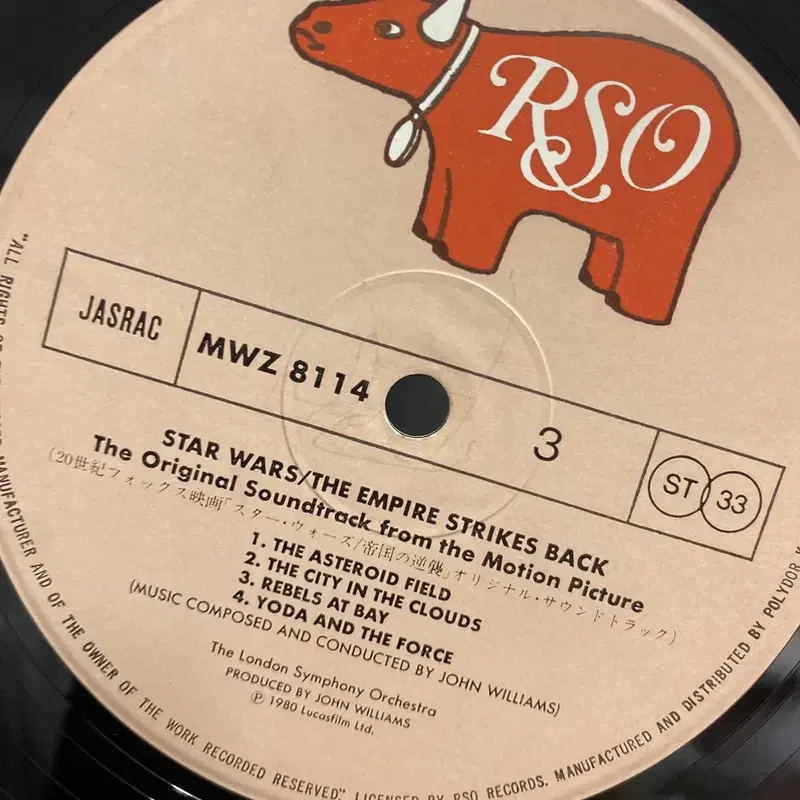 RSO
JASRAC
MWZ 8114
3
ST 33
STAR WARS/THE EMPIRE STRIKES BACK
The Original Soundtrack from the Motion Picture
(20世紀フォックス映画「スター・ウォーズ/帝国の逆襲」オリジナル・サウンドトラック)
1. THE ASTEROID FIELD
2. THE CITY IN THE CLOUDS
3. REBELS AT BAY
4. YODA AND THE FORCE
(MUSIC COMPOSED AND CONDUCTED BY JOHN WILLIAMS)
The London Symphony Orchestra
PRODUCED BY JOHN WILLIAMS
℗ 1980 Lucasfilm Ltd.
"ALL RIGHTS OF MANUFACTURER AND OF THE OWNER OF THE WORK RECORDED RESERVED". LICENSED BY RSO RECORDS. MANUFACTURED AND DISTRIBUTED BY POLYDOR